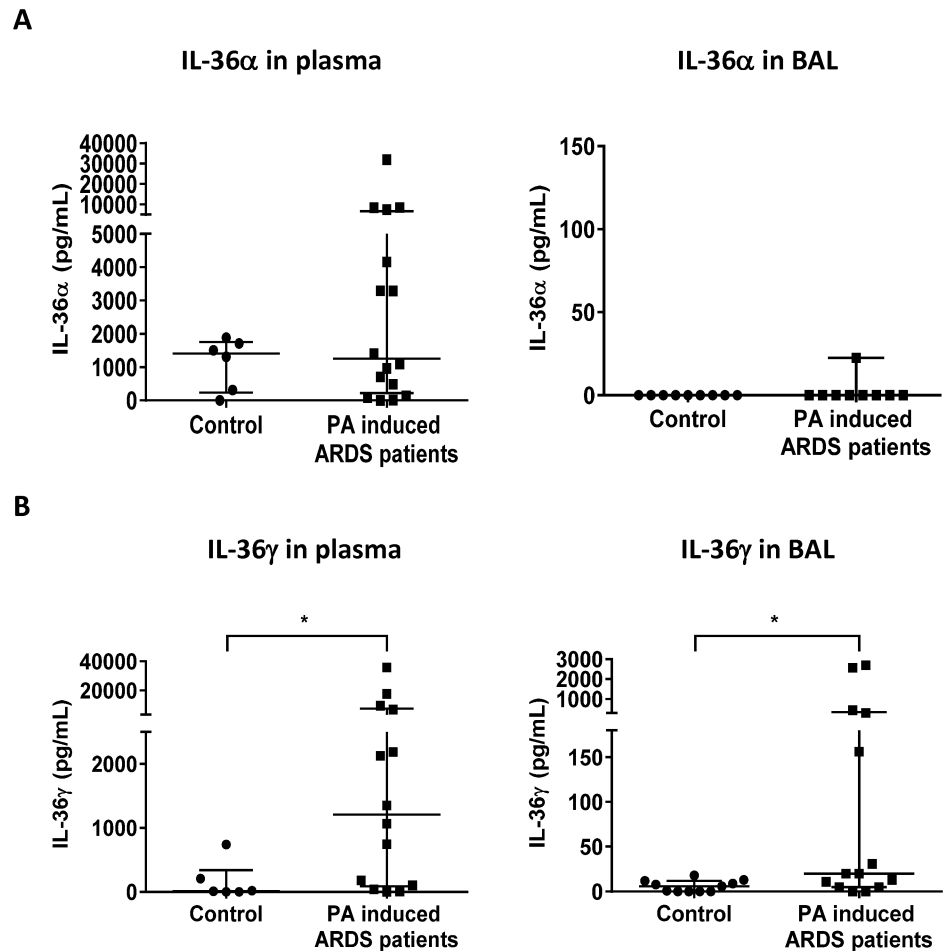 A
IL-36α in plasma
IL-36α (pg/mL)
40000
30000
20000
10000
5000
4000
3000
2000
1000
0
Control
PA induced
ARDS patients
IL-36α in BAL
IL-36α (pg/mL)
150
100
50
0
Control
PA induced
ARDS patients
B
IL-36γ in plasma
*
IL-36γ (pg/mL)
40000
20000
2000
1000
0
Control
PA induced
ARDS patients
IL-36γ in BAL
*
IL-36γ (pg/mL)
3000
2000
1000
150
100
50
0
Control
PA induced
ARDS patients